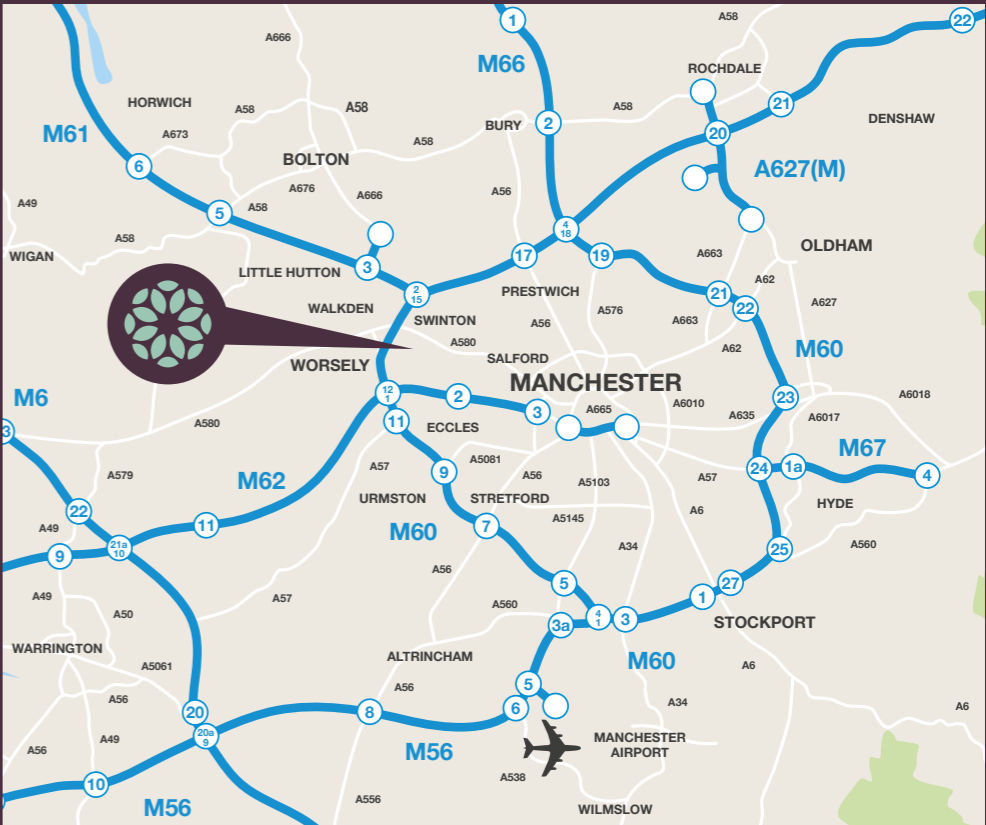 1
A58
22
A666
M66
ROCHDALE
HORWICH
A58
A58
A58
21
DENSHAW
M61
A673
BURY
2
20
A58
BOLTON
6
A627(M)
A676
A666
A56
A49
5
A58
4
18
WIGAN
A58
3
17
19
A663
OLDHAM
LITTLE HUTTON
A62
2
15
PRESTWICH
21
22
A627
WALKDEN
SWINTON
A56
A576
A663
A580
A62
M60
WORSELY
SALFORD
MANCHESTER
M6
12
1
2
3
A665
A6010
23
A6018
A580
11
ECCLES
A635
A6017
3
M67
A579
A57
A5081
24
1a
4
M62
9
A56
A5103
A57
22
URMSTON
STRETFORD
A6
HYDE
A49
11
M60
7
A5145
21a
10
9
A34
25
A560
A56
5
27
A49
A57
A560
1
A50
3a
4
1
3
STOCKPORT
WARRINGTON
ALTRINCHAM
M60
A5061
A56
5
A6
A56
20
8
6
A34
A6
20a
9
A49
MANCHESTER
AIRPORT
A56
M56
10
A538
M56
A556
WILMSLOW